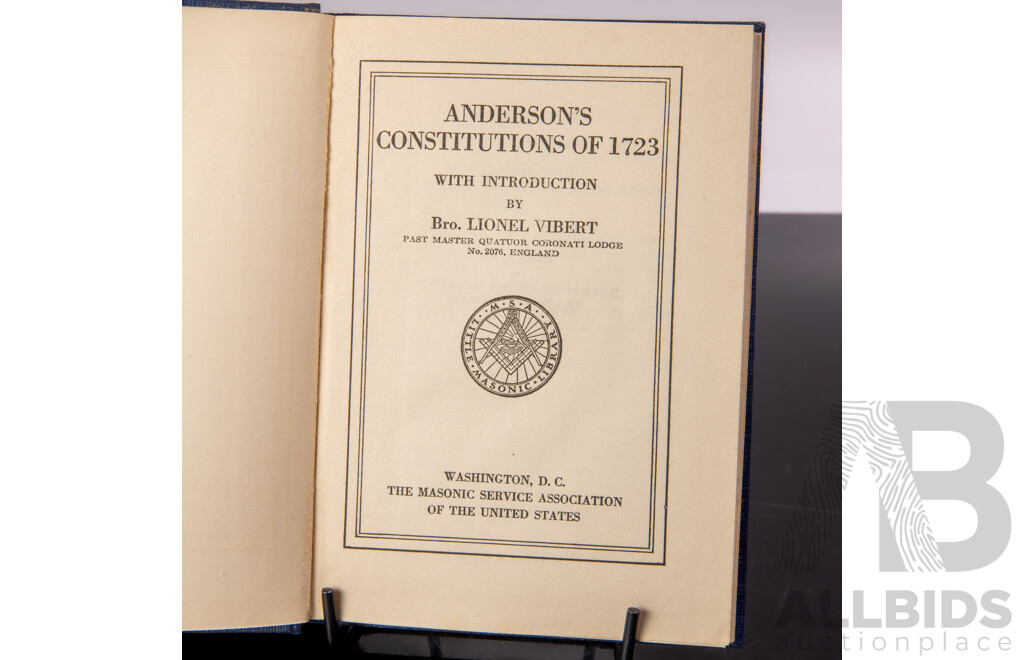 ANDERSON'S
CONSTITUTIONS OF 1723
WITH INTRODUCTION
BY
Bro. LIONEL VIBERT
PAST MASTER QUATUOR CORONATI LODGE
No. 2076, ENGLAND
M·S·A·
LITTLE·MASONIC·LIBRARY
WASHINGTON, D. C.
THE MASONIC SERVICE ASSOCIATION
OF THE UNITED STATES
AB
ALLBIDS
auctionplace